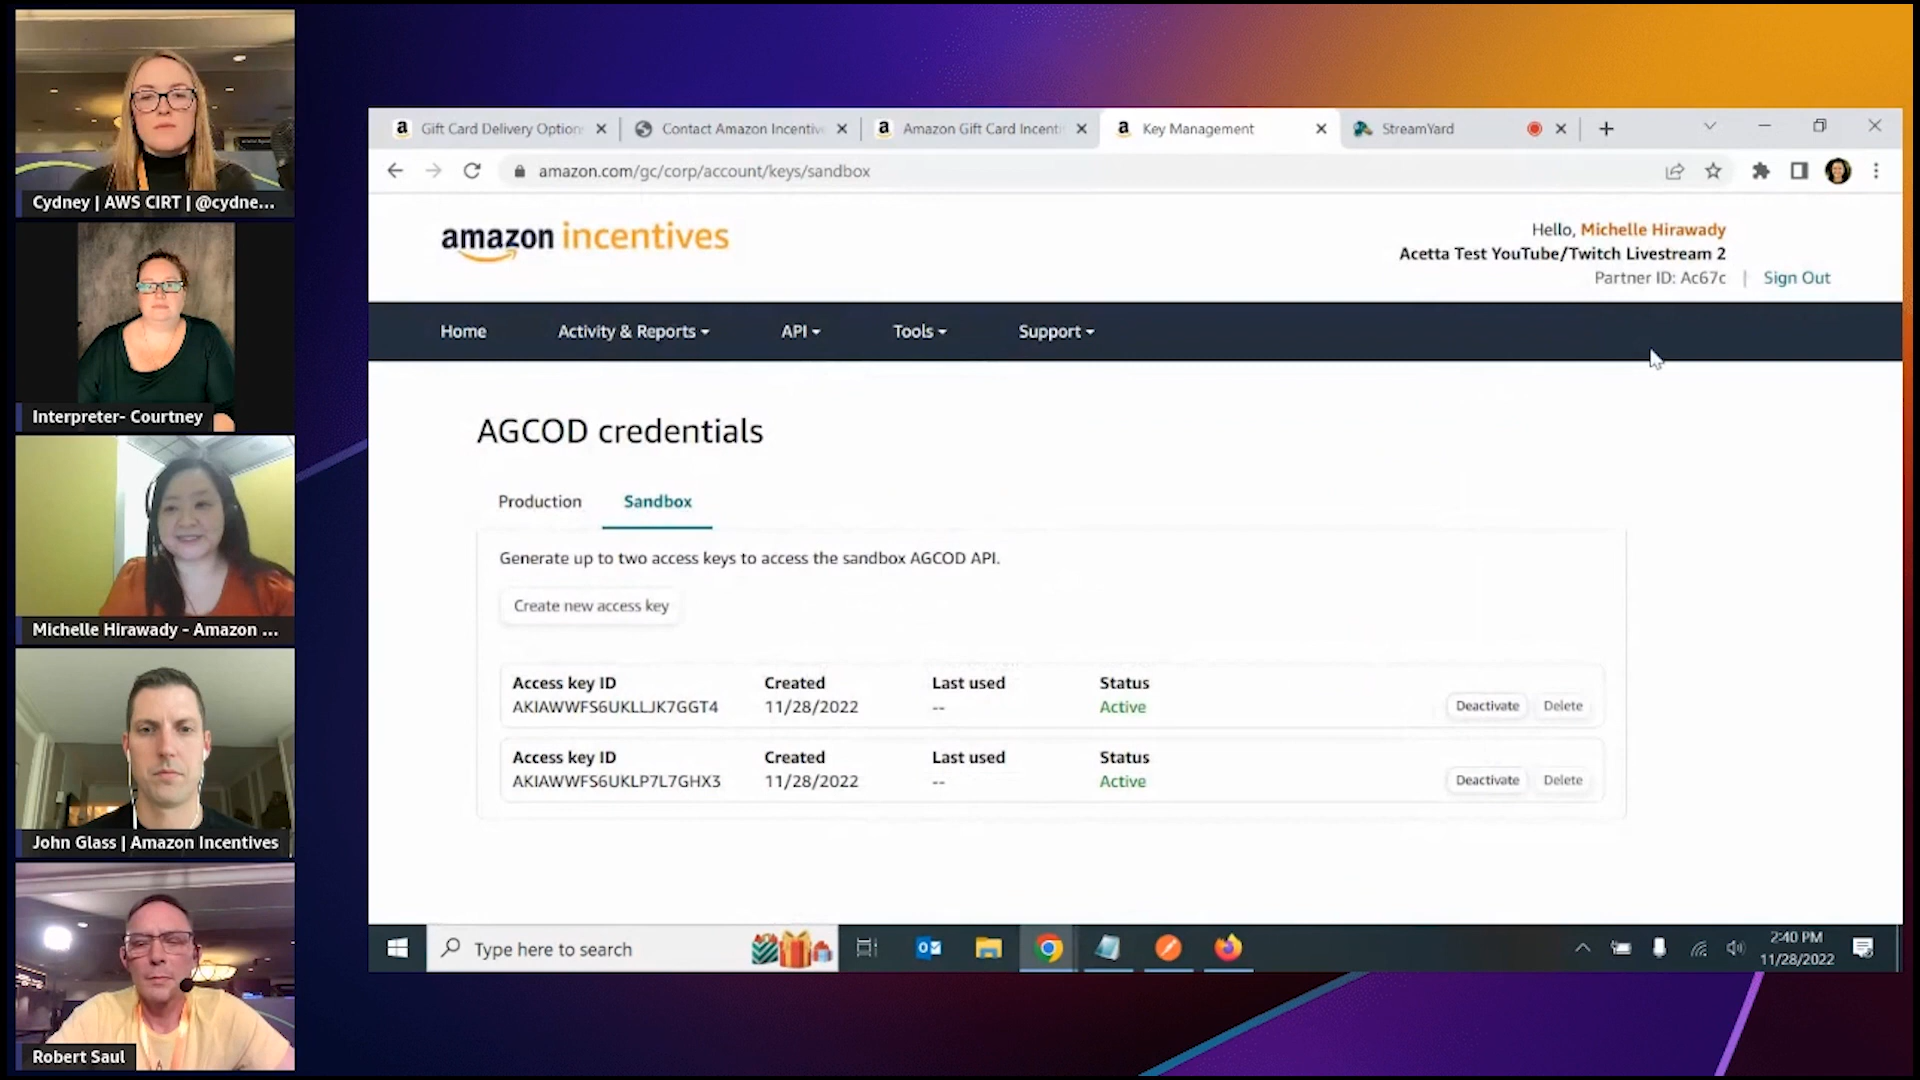 Cydney | AWS CIRT | @cydne...
Interpreter- Courtney
Michelle Hirawady - Amazon ...
John Glass | Amazon Incentives
Robert Saul
Gift Card Delivery Option
Contact Amazon Incentiv
Amazon Gift Card Incenti
Key Management
StreamYard
amazon.com/gc/corp/account/keys/sandbox
amazon incentives
Hello, Michelle Hirawady
Acetta Test YouTube/Twitch Livestream 2
Partner ID: Ac67c | Sign Out
Home Activity & Reports API Tools Support
AGCOD credentials
Production Sandbox
Generate up to two access keys to access the sandbox AGCOD API.
Create new access key
Access key ID Created Last used Status
AKIAWWFS6UKLLJK7GGT4 11/28/2022 -- Active Deactivate Delete
Access key ID Created Last used Status
AKIAWWFS6UKLP7L7GHX3 11/28/2022 -- Active Deactivate Delete
Type here to search
2:40 PM
11/28/2022